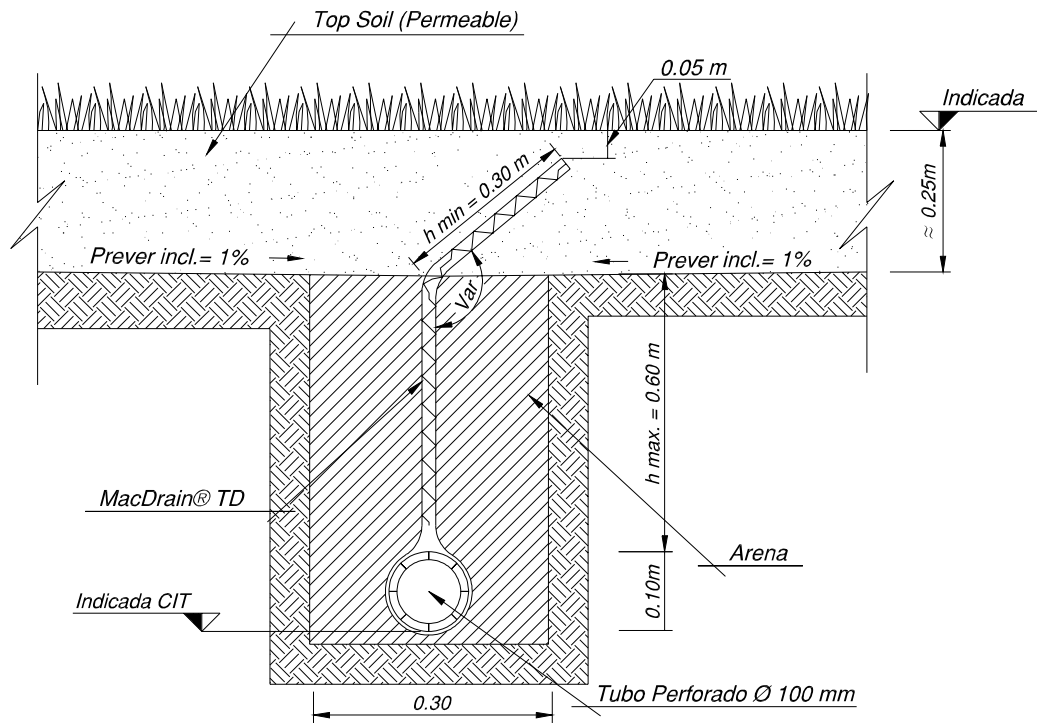 Top Soil (Permeable)
0.05 m
Indicada
h min = 0.30 m
≈ 0.25m
Prever incl.= 1%
Prever incl.= 1%
Var
h max. = 0.60 m
MacDrain® TD
Arena
0.10m
Indicada CIT
Tubo Perforado Ø 100 mm
0.30